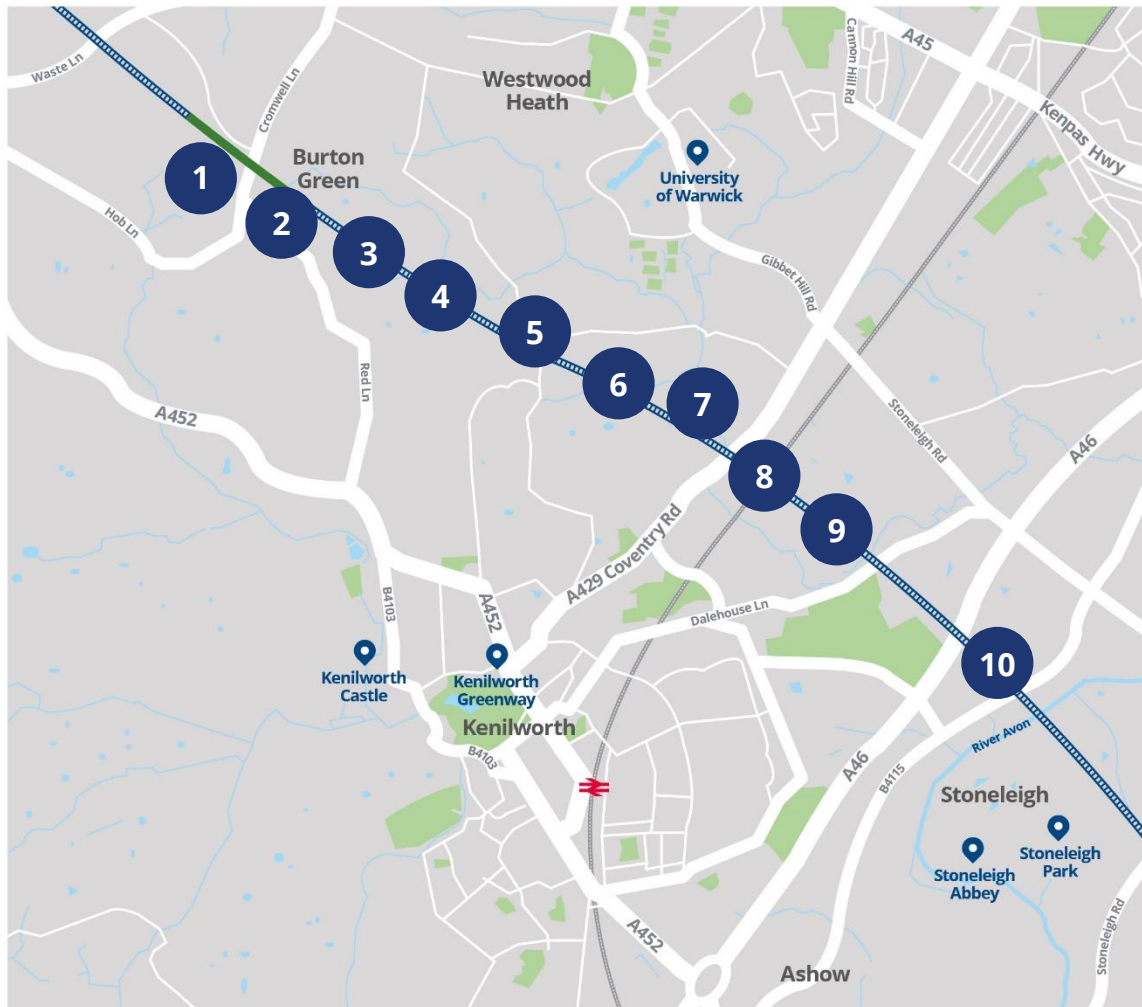 Waste Ln
Cromwell Ln
Westwood
Heath
Cannon Hill Rd
A45
Kenpas Hwy
Burton
Green
1
University
of Warwick
Hob Ln
2
3
4
Gibbet Hill Rd
5
6
7
Red Ln
A452
Stoneleigh Rd
A46
8
9
A429 Coventry Rd
B4103
A452
Dalehouse Ln
Kenilworth
Castle
Kenilworth
Greenway
10
Kenilworth
B4103
River Avon
A46
B4115
Stoneleigh
Stoneleigh
Abbey
Stoneleigh
Park
A452
Ashow
Stoneleigh Rd